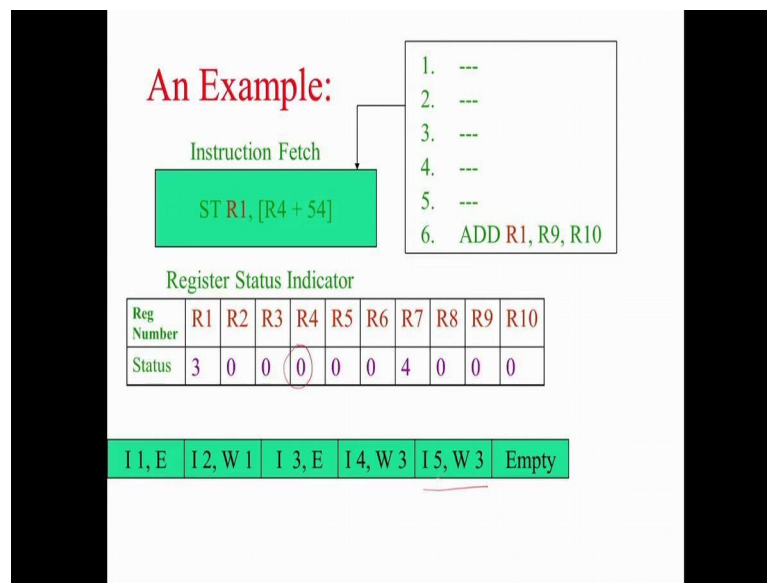 An Example:
1. ---
2. ---
3. ---
4. ---
5. ---
6. ADD R1, R9, R10
Instruction Fetch
ST R1, [R4 + 54]
Register Status Indicator
Reg Number R1 R2 R3 R4 R5 R6 R7 R8 R9 R10
Status 3 0 0 0 0 0 4 0 0 0
I 1, E I 2, W 1 I 3, E I 4, W 3 I 5, W 3 Empty